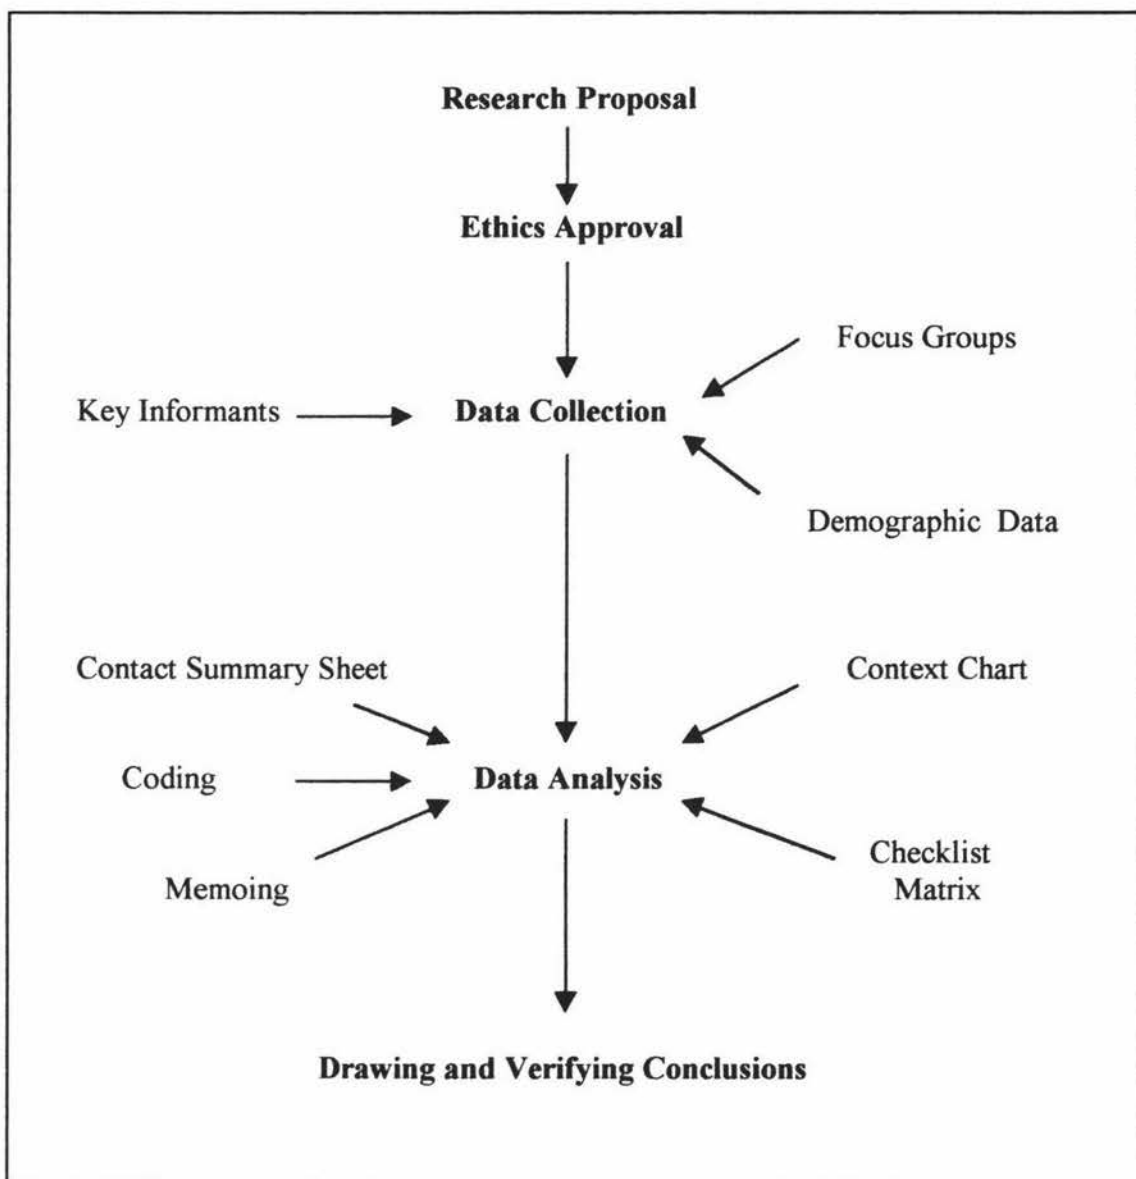 Research Proposal
Ethics Approval
Focus Groups
Key Informants
Data Collection
Demographic Data
Contact Summary Sheet
Context Chart
Coding
Data Analysis
Memoing
Checklist
Matrix
Drawing and Verifying Conclusions